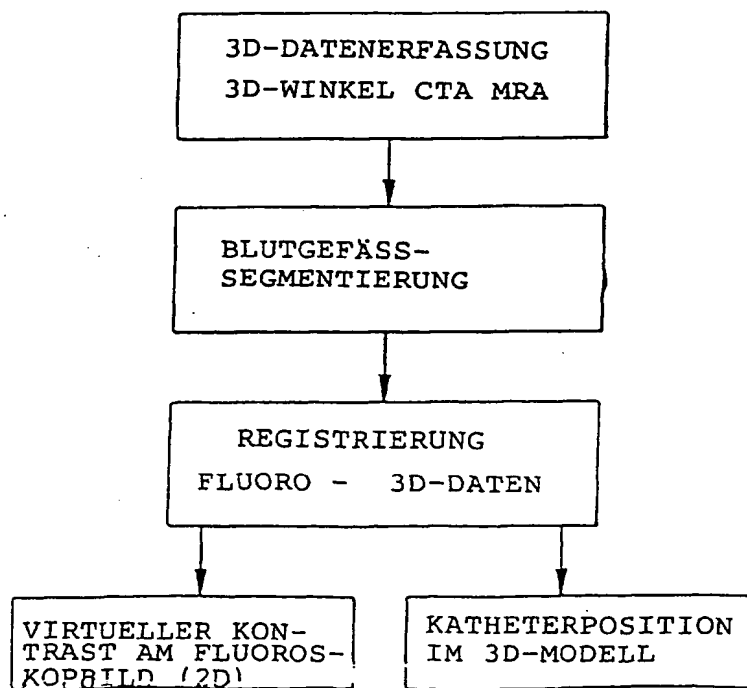 3D-DATENERFASSUNG
3D-WINKEL CTA MRA
BLUTGEFÄSS-
SEGMENTIERUNG
REGISTRIERUNG
FLUORO - 3D-DATEN
VIRTUELLER KON-
TRAST AM FLUOROS-
KOPBILD (2D)
KATHETERPOSITION
IM 3D-MODELL